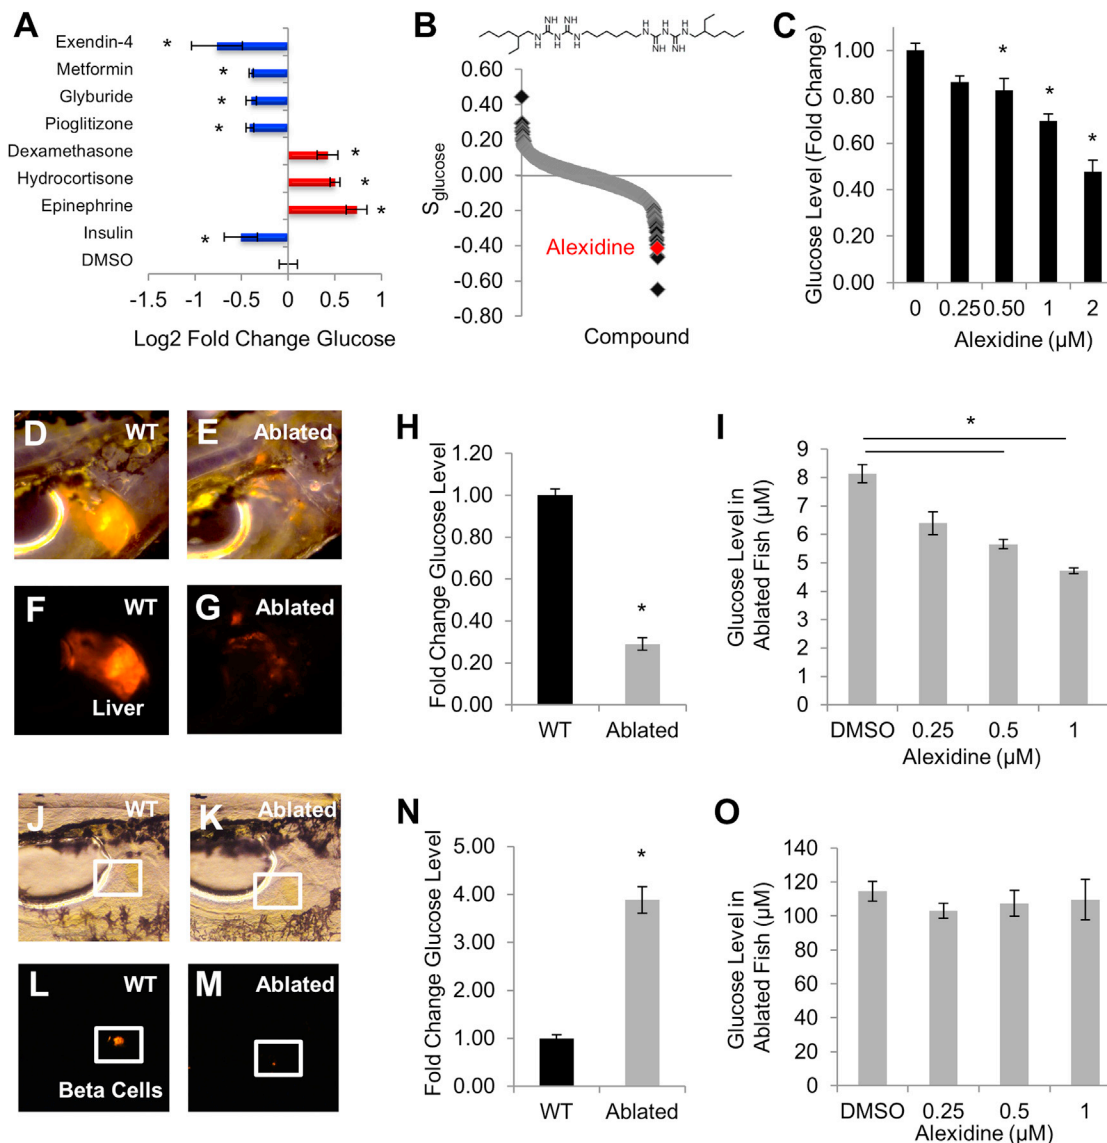 A
Exendin-4
*
Metformin
*
Glyburide
*
Pioglitizone
*
Dexamethasone
*
Hydrocortisone
*
Epinephrine
*
Insulin
*
DMSO
-1.5 -1 -0.5 0 0.5 1
Log2 Fold Change Glucose
B
NH NH
N H N H N H N H
NH NH
0.60
0.40
0.20
0.00
-0.20
-0.40
-0.60
-0.80
Sglucose
Alexidine
Compound
C
Glucose Level (Fold Change)
1.00
0.80
0.60
0.40
0.20
0.00
* * *
0 0.25 0.50 1 2
Alexidine (µM)
D WT
E Ablated
F WT
Liver
G Ablated
H
Fold Change Glucose Level
1.20
1.00
0.80
0.60
0.40
0.20
0.00
*
WT Ablated
I
Glucose Level in
Ablated Fish (µM)
9
8
7
6
5
4
3
2
1
0
*
DMSO 0.25 0.5 1
Alexidine (µM)
J WT
K Ablated
L WT
Beta Cells
M Ablated
N
Fold Change Glucose Level
5.00
4.00
3.00
2.00
1.00
0.00
*
WT Ablated
O
Glucose Level in
Ablated Fish (µM)
140
120
100
80
60
40
20
0
DMSO 0.25 0.5 1
Alexidine (µM)